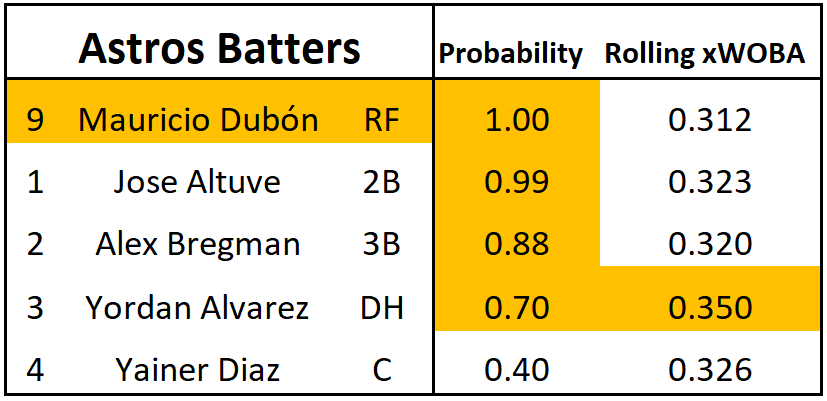 Astros Batters Probability Rolling xWOBA
9 Mauricio Dubón RF 1.00 0.312
1 Jose Altuve 2B 0.99 0.323
2 Alex Bregman 3B 0.88 0.320
3 Yordan Alvarez DH 0.70 0.350
4 Yainer Diaz C 0.40 0.326